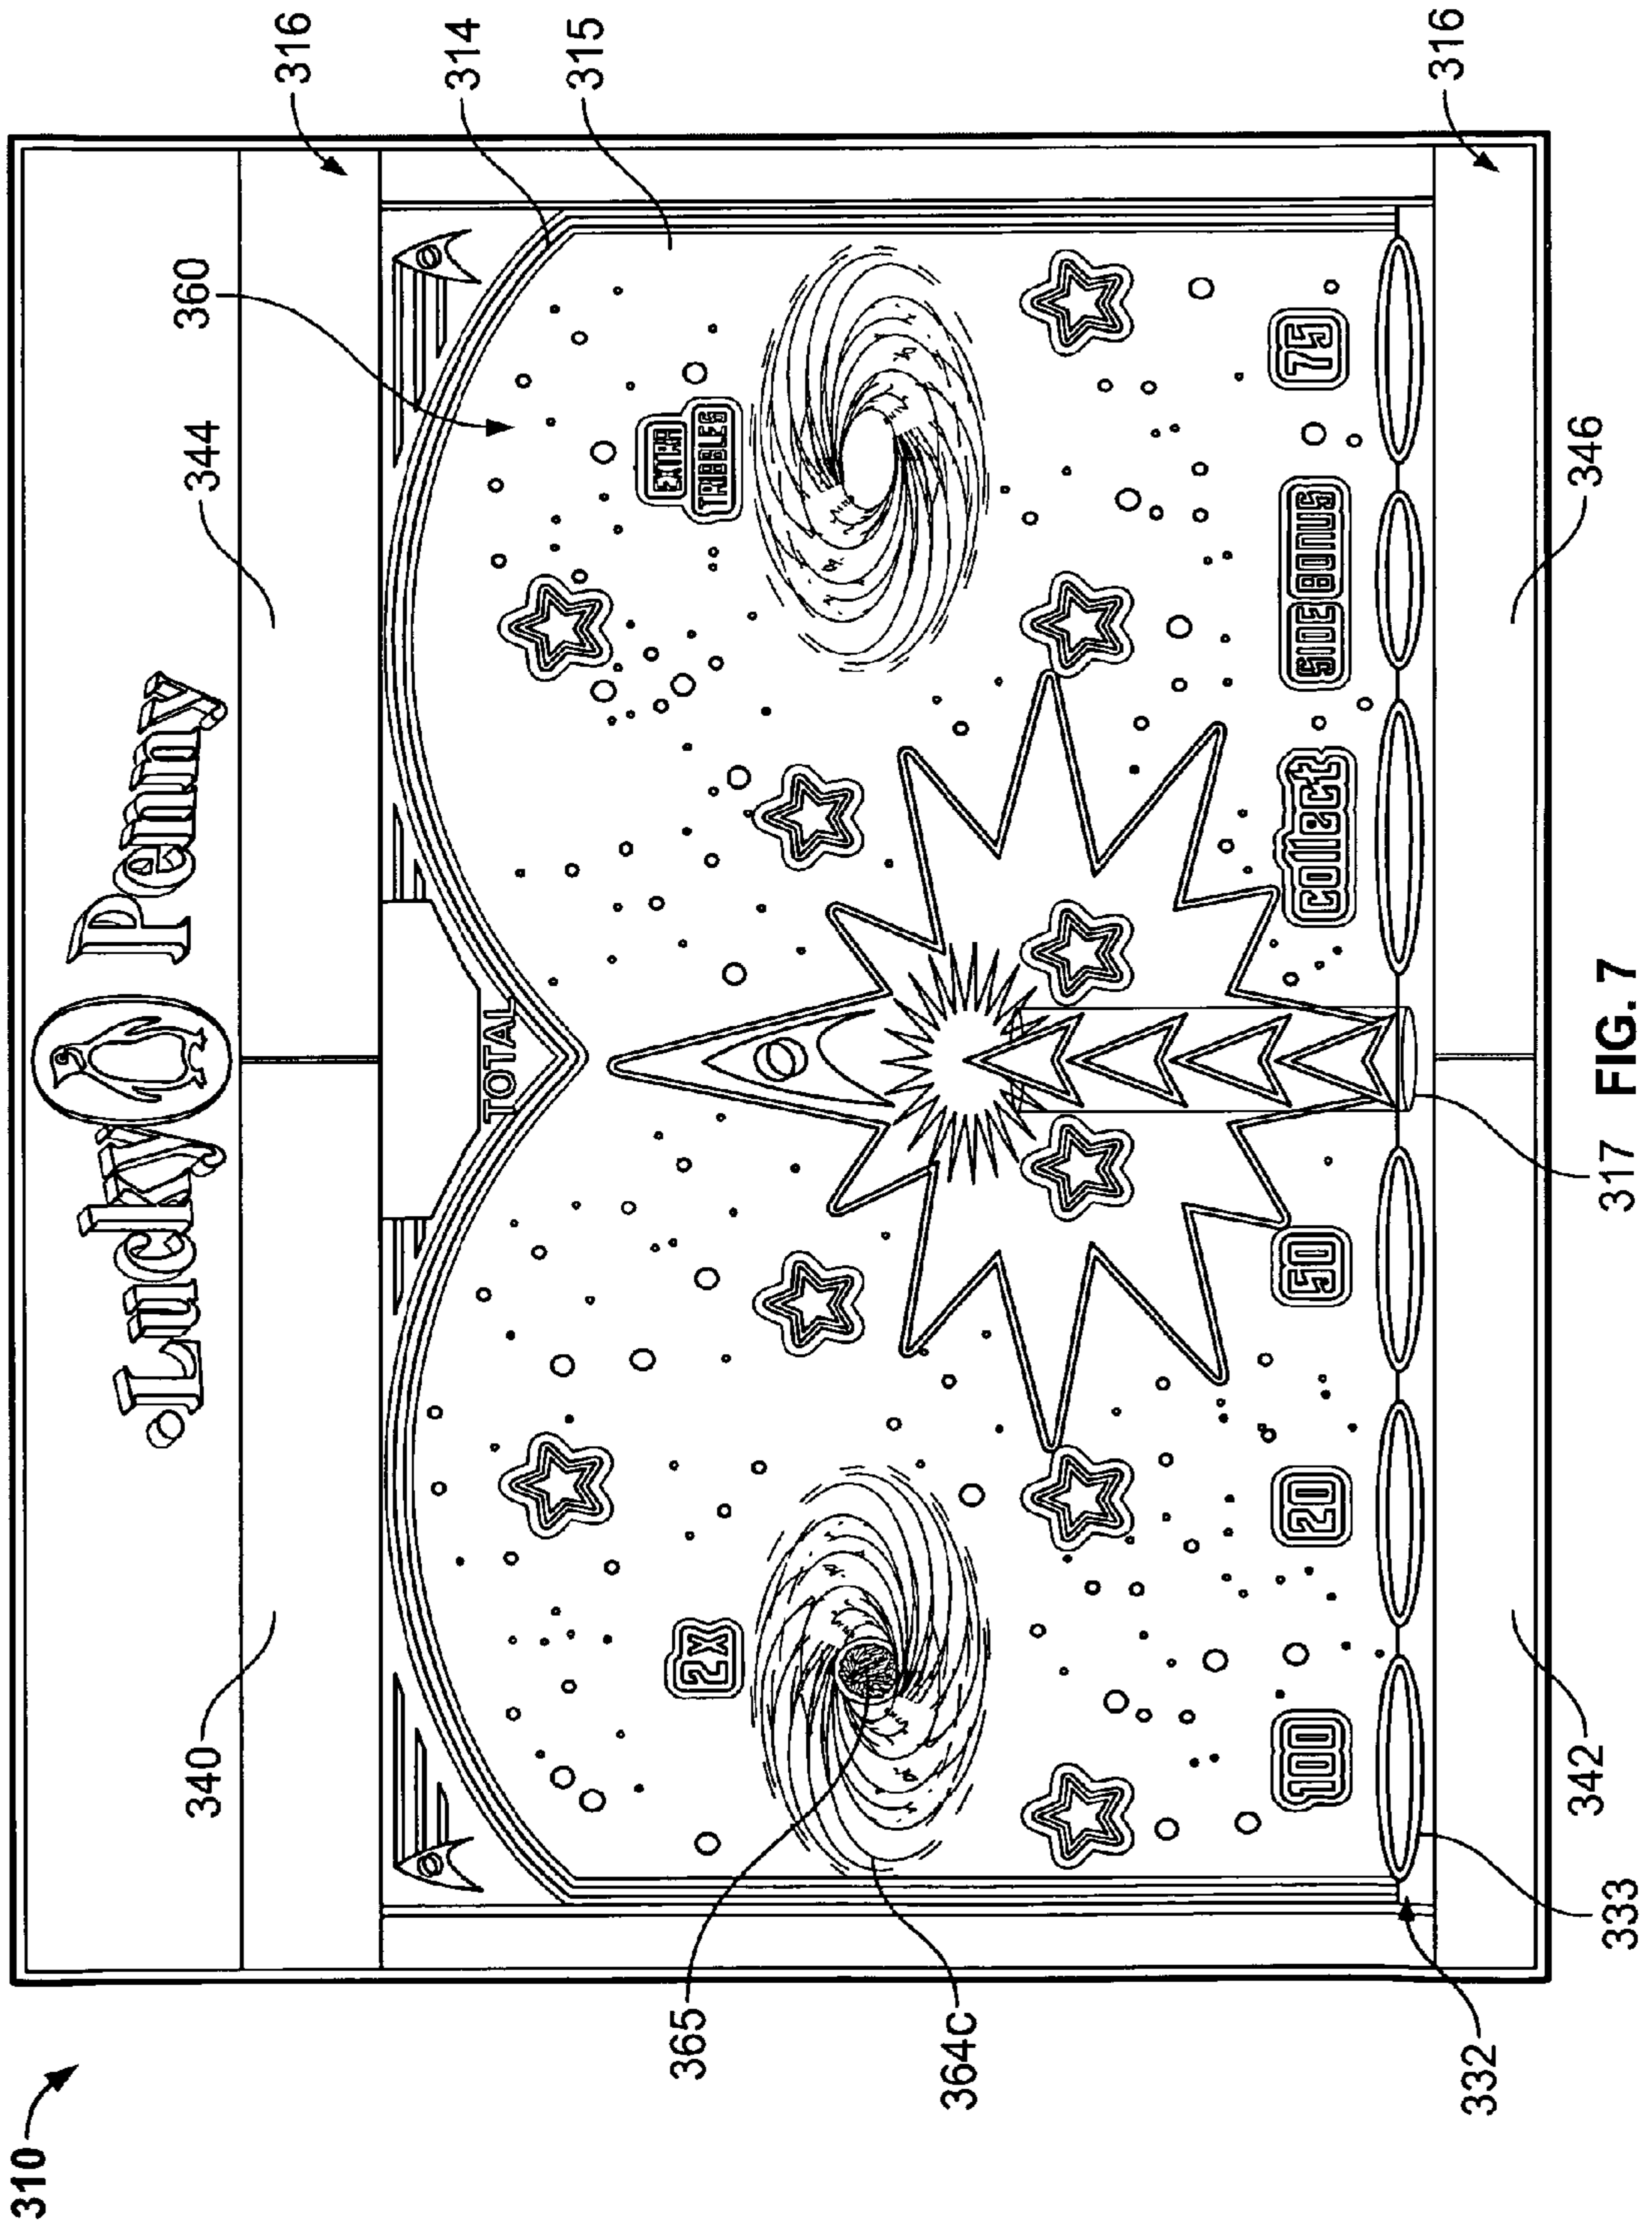 310
316
314
315
360
344
340
Lucky Penny
TOTAL
2X
EXTRA
TRIBBLES
365
364C
100
20
50
collect
SIDE BONUS
75
332
333
342
317
346
316
FIG. 7